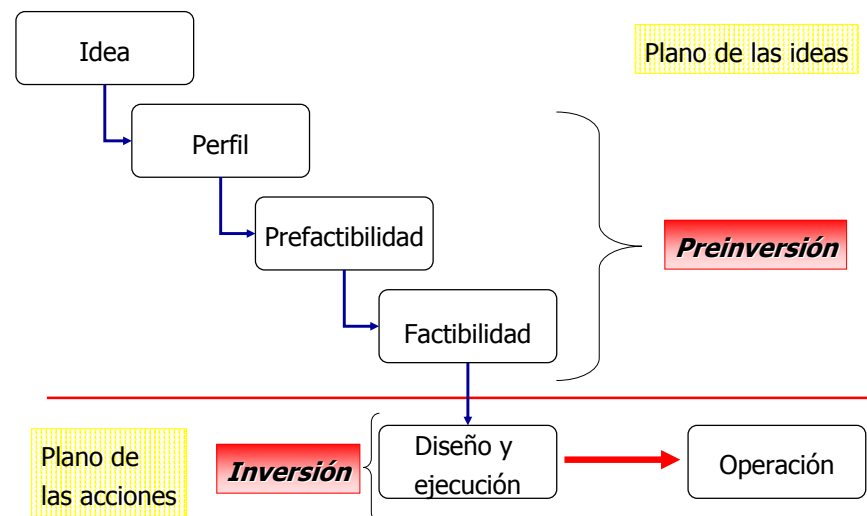 Idea
Plano de las ideas
Perfil
Prefactibilidad
Preinversión
Factibilidad
Plano de
las acciones
Inversión
Diseño y
ejecución
Operación